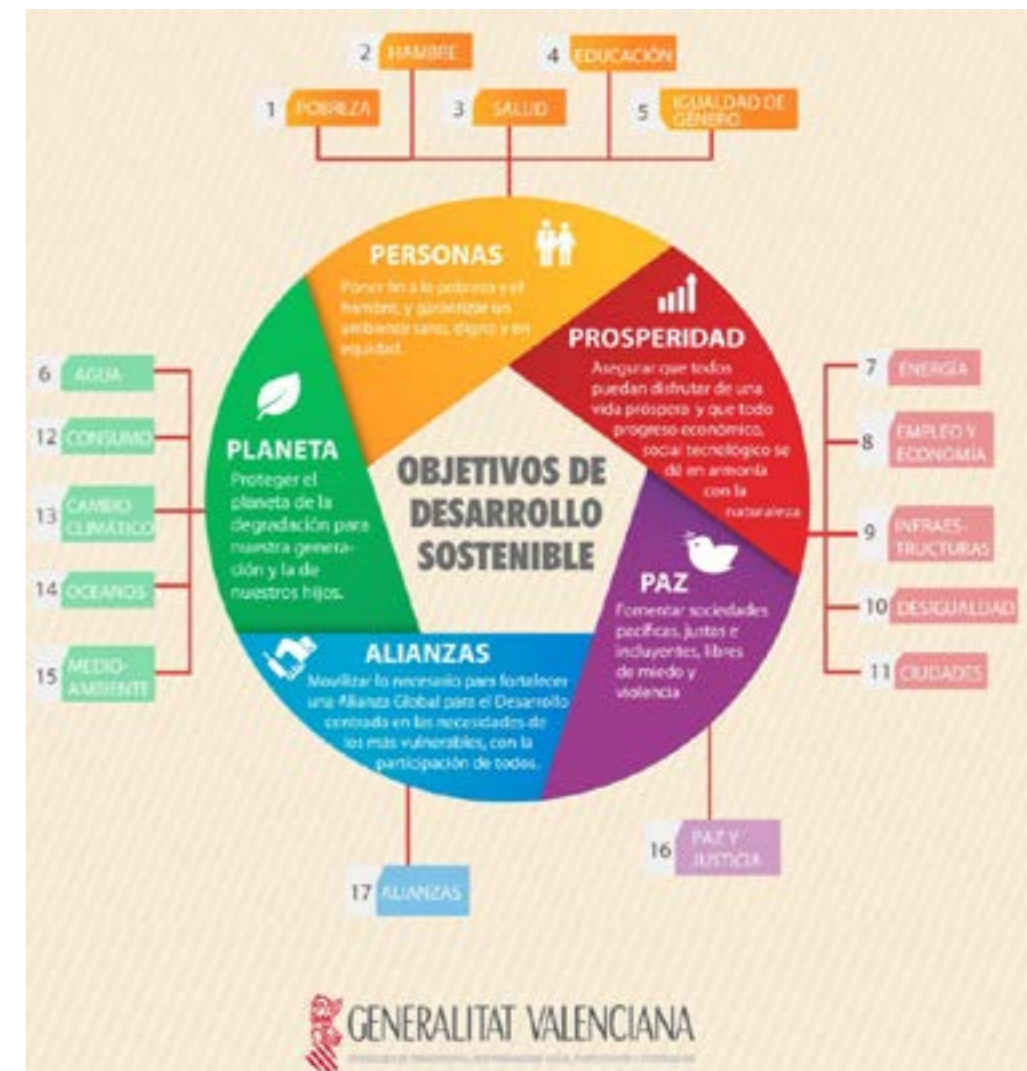 2 HAMBRE
4 EDUCACIÓN
1 POBREZA
3 SALUD
5 IGUALDAD DE
GÉNERO
PERSONAS
Poner fin a la pobreza y el
hambre, y garantizar un
ambiente sano, digno y en
equidad.
PROSPERIDAD
Asegurar que todos
puedan disfrutar de una
vida próspera y que todo
progreso económico,
social tecnológico se
dé en armonía
con la
naturaleza
7 ENERGÍA
8 EMPLEO Y
ECONOMÍA
9 INFRAES-
TRUCTURAS
10 DESIGUALDAD
11 CIUDADES
6 AGUA
12 CONSUMO
13 CAMBIO
CLIMÁTICO
14 OCEANOS
15 MEDIO-
AMBIENTE
PLANETA
Proteger el
planeta de la
degradación para
nuestra genera-
ción y la de
nuestros hijos.
OBJETIVOS DE
DESARROLLO
SOSTENIBLE
PAZ
Fomentar sociedades
pacíficas, justas e
incluyentes, libres
de miedo y
violencia
ALIANZAS
Movilizar lo necesario para fortalecer
una Alianza Global para el Desarrollo
centrada en las necesidades de
los más vulnerables, con la
participación de todos.
16 PAZ Y
JUSTICIA
17 ALIANZAS
GENERALITAT VALENCIANA